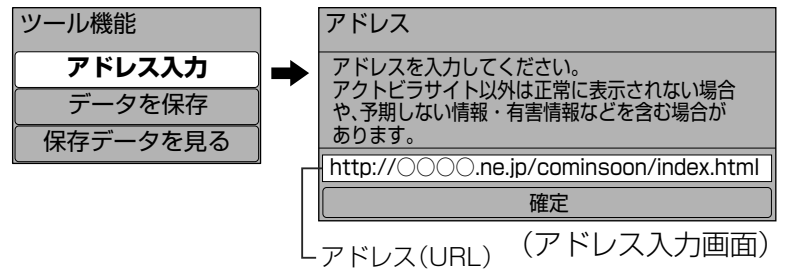 ツール機能
アドレス入力
データを保存
保存データを見る
アドレス
アドレスを入力してください。
アクトビラサイト以外は正常に表示されない場合
や、予期しない情報・有害情報などを含む場合が
あります。
http://○○○○.ne.jp/cominsoon/index.html
確定
アドレス(URL)
(アドレス入力画面)